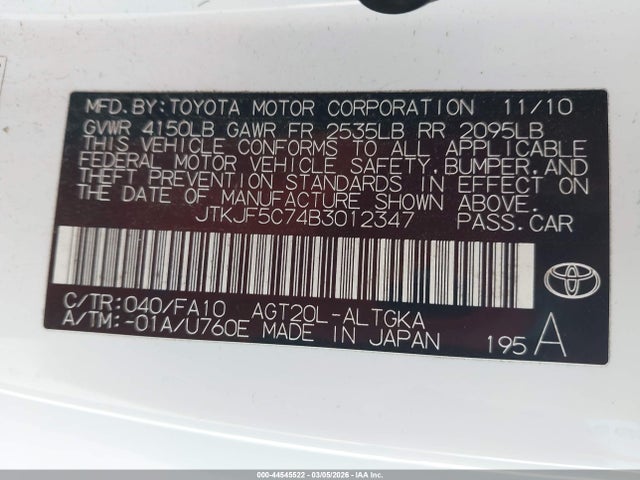 MFD.BY:TOYOTA MOTOR CORPORATION 11/10
GVWR 4150LB GAWR FR 2535LB RR 2095LB
THIS VEHICLE CONFORMS TO ALL APPLICABLE
FEDERAL MOTOR VEHICLE SAFETY,BUMPER,AND
THEFT PREVENTION STANDARDS IN EFFECT ON
THE DATE OF MANUFACTURE SHOWN ABOVE.
JTKJF5C74B3012347 PASS.CAR
C/TR:040/FA10 AGT20L-ALTGKA
A/TM:-01A/U760E MADE IN JAPAN 195 A
000-44545522 03/05/2026 COPYRIGHT IAA